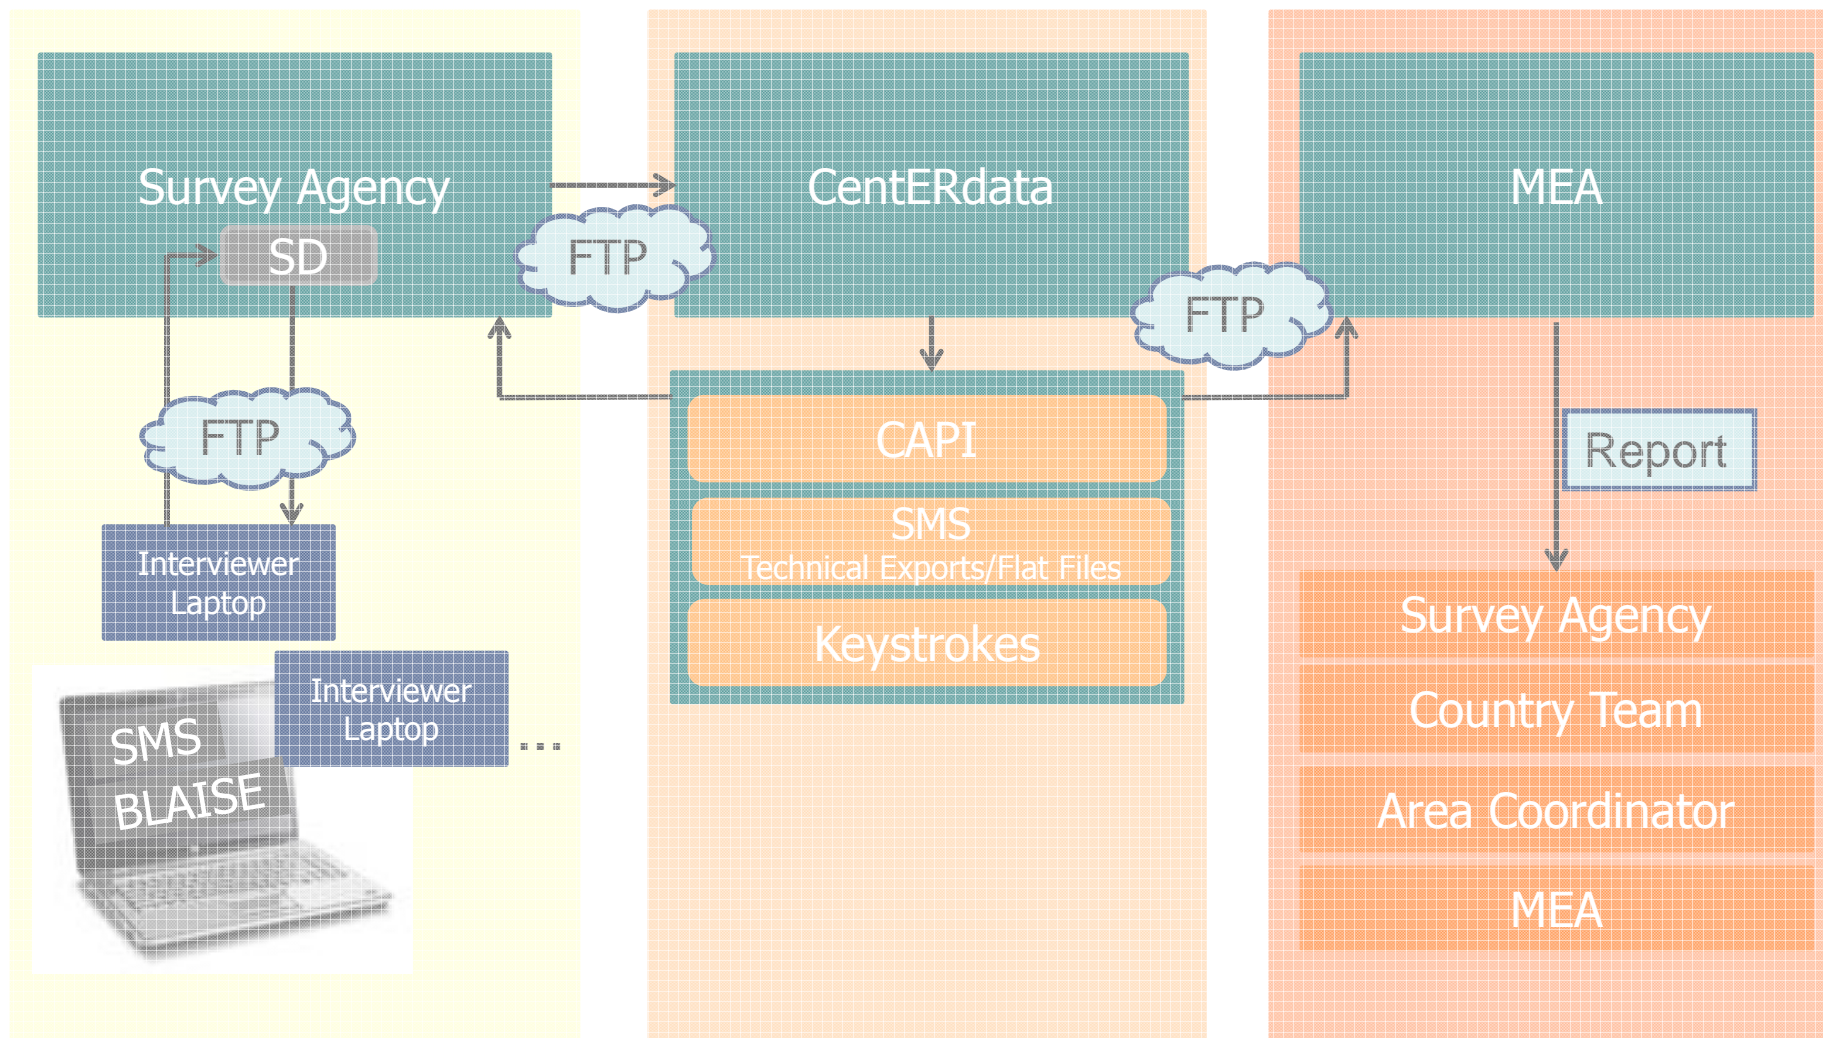 Survey Agency
SD
FTP
Interviewer
Laptop
Interviewer
Laptop
...
SMS
BLAISE
FTP
CentERdata
CAPI
SMS
Technical Exports/Flat Files
Keystrokes
FTP
MEA
Report
Survey Agency
Country Team
Area Coordinator
MEA